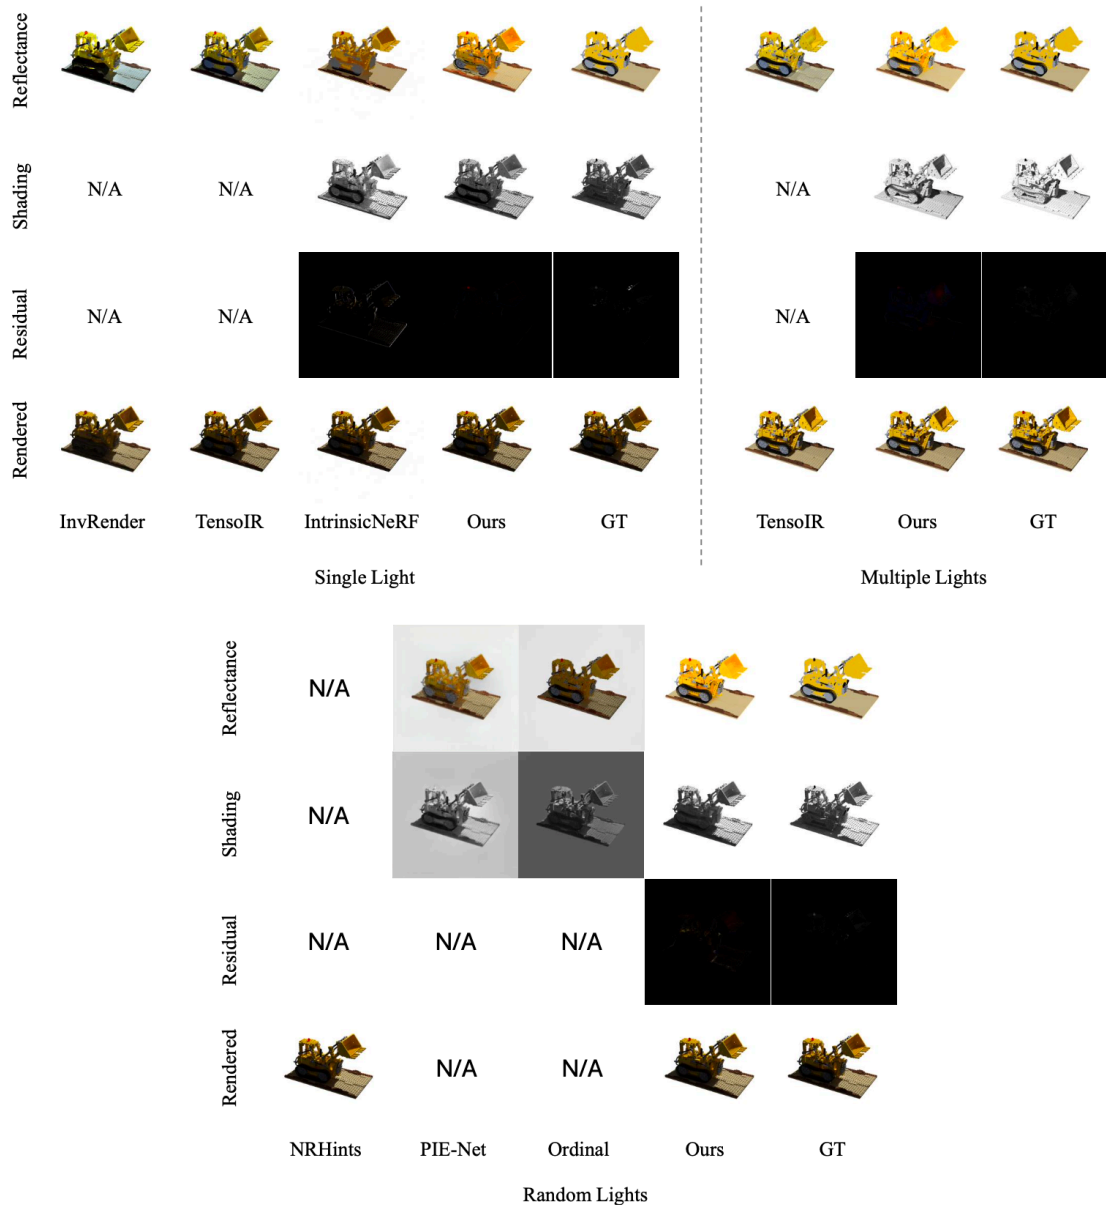 Reflectance
Shading
N/A N/A N/A
Residual
N/A N/A N/A
Rendered
InvRender TensoIR IntrinsicNeRF Ours GT TensoIR Ours GT
Single Light Multiple Lights
Reflectance
N/A
Shading
N/A
Residual
N/A N/A N/A
Rendered
N/A N/A
NRHints PIE-Net Ordinal Ours GT
Random Lights